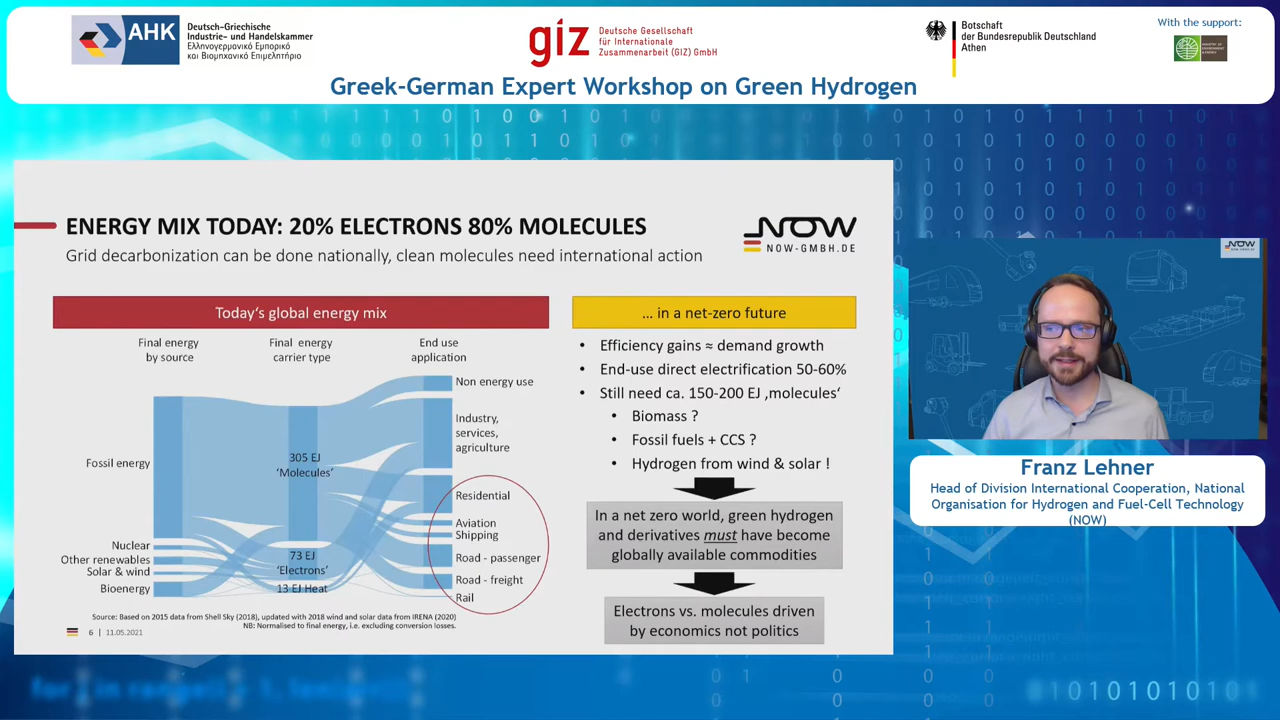 AHK
Deutsch-Griechische
Industrie- und Handelskammer
Ελληνογερμανικό Εμπορικό
και Βιομηχανικό Επιμελητήριο
giz
Deutsche Gesellschaft
für Internationale
Zusammenarbeit (GIZ) GmbH
Botschaft
der Bundesrepublik Deutschland
Athen
With the support:
MINISTRY OF
ENVIRONMENT
& ENERGY
Greek-German Expert Workshop on Green Hydrogen
ENERGY MIX TODAY: 20% ELECTRONS 80% MOLECULES
Grid decarbonization can be done nationally, clean molecules need international action
NOW
NOW-GMBH.DE
Today's global energy mix
Final energy
by source
Final energy
carrier type
End use
application
Fossil energy
Nuclear
Other renewables
Solar & wind
Bioenergy
305 EJ
'Molecules'
73 EJ
'Electrons'
13 EJ Heat
Non energy use
Industry,
services,
agriculture
Residential
Aviation
Shipping
Road - passenger
Road - freight
Rail
Source: Based on 2015 data from Shell Sky (2018), updated with 2018 wind and solar data from IRENA (2020)
NB: Normalised to final energy, i.e. excluding conversion losses.
6 | 11.05.2021
... in a net-zero future
• Efficiency gains ≈ demand growth
• End-use direct electrification 50-60%
• Still need ca. 150-200 EJ ‚molecules‘
• Biomass ?
• Fossil fuels + CCS ?
• Hydrogen from wind & solar !
In a net zero world, green hydrogen
and derivatives must have become
globally available commodities
Electrons vs. molecules driven
by economics not politics
NOW
Franz Lehner
Head of Division International Cooperation, National
Organisation for Hydrogen and Fuel-Cell Technology
(NOW)